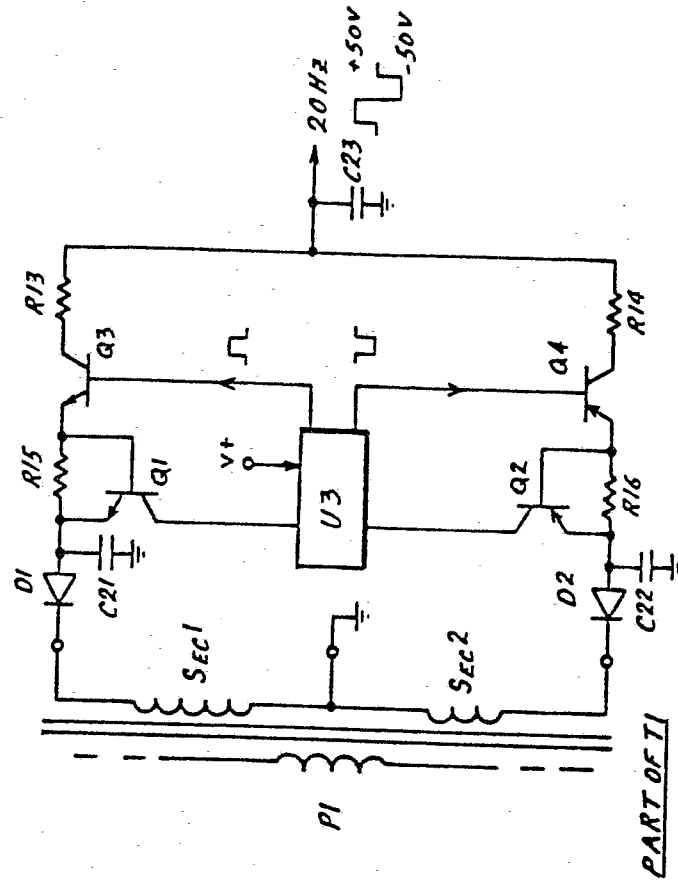 R13
Q3
R15
Q1
D1
C21
SEC1
P1
V+
U3
20Hz
+50V
-50V
C23
SEC2
Q2
Q4
R14
R16
D2
C22
PART OF T1